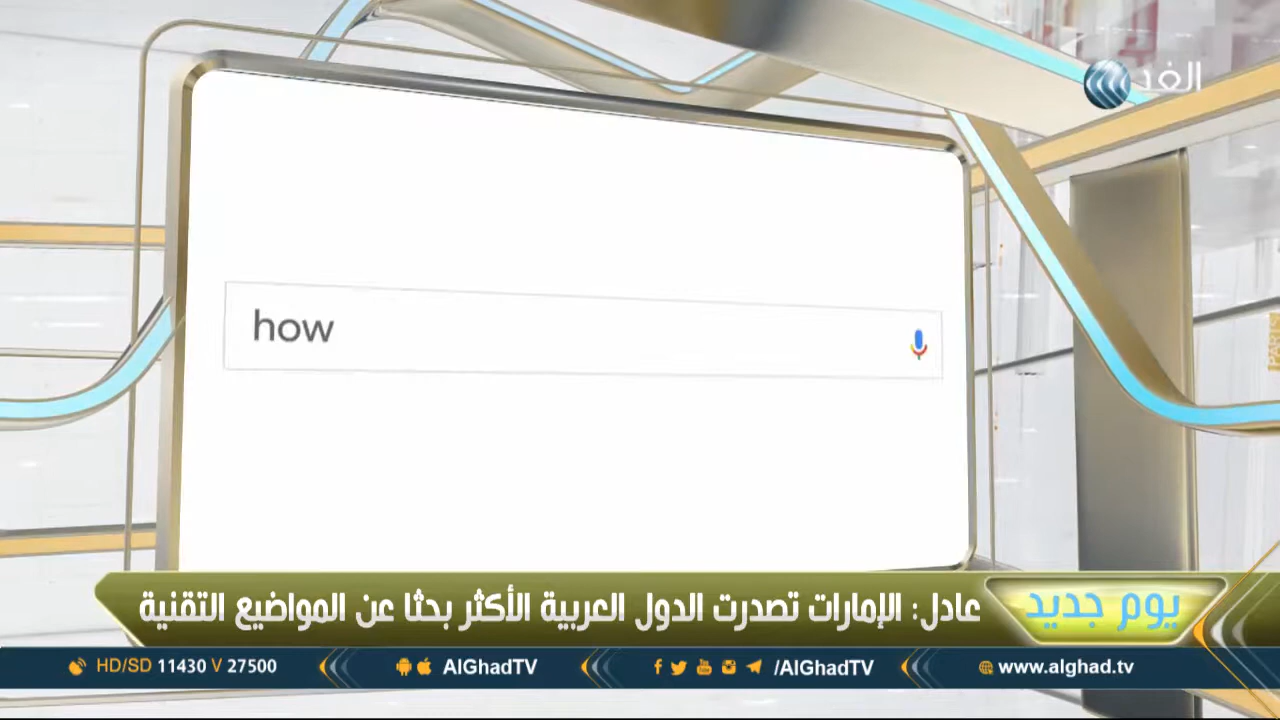 الغد
how
يوم جديد
عادل: الإمارات تصدرت الدول العربية الأكثر بحثا عن المواضيع التقنية
HD/SD 11430 V 27500
AlGhadTV
/AlGhadTV
www.alghad.tv